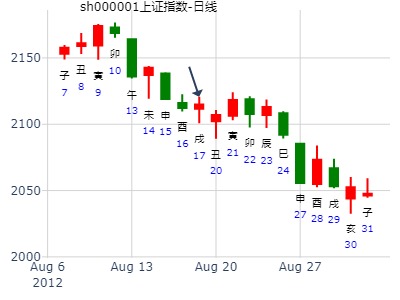 sh000001上证指数-日线
2150
2100
2050
2000
子
7
丑
8
寅
9
卯
10
午
13
未
14
申
15
酉
16
戌
17
丑
20
寅
21
卯
22
辰
23
巳
24
申
27
酉
28
戌
29
亥
30
子
31
Aug 6 Aug 13 Aug 20 Aug 27
2012